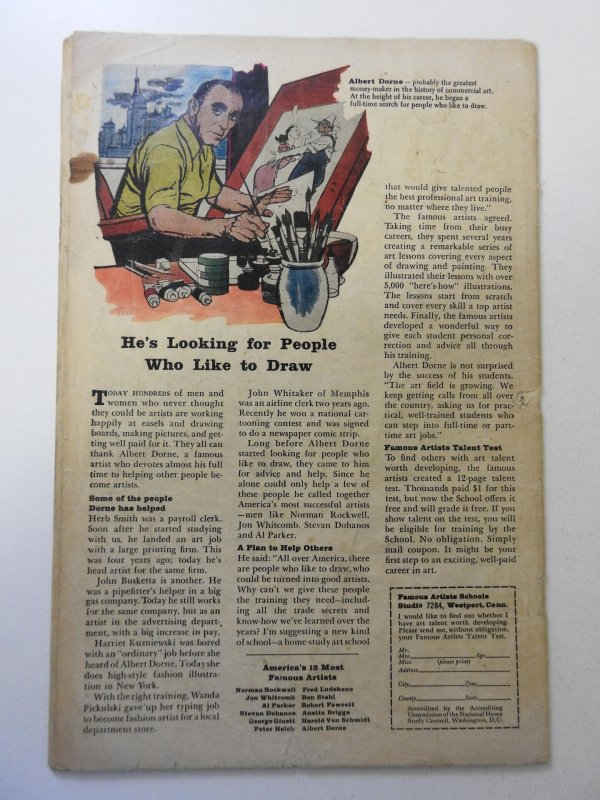 Albert Dorne – probably the greatest
money-maker in the history of commercial art.
At the height of his career, he began a
full-time search for people who like to draw.
He's Looking for People
Who Like to Draw
TODAY HUNDREDS of men and
women who never thought
they could be artists are working
happily at easels and drawing
boards, making pictures, and get-
ting well paid for it. They all can
thank Albert Dorne, a famous
artist who devotes almost his full
time to helping other people be-
come artists.
Some of the people
Dorne has helped
Herb Smith was a payroll clerk.
Soon after he started studying
with us, he landed an art job
with a large printing firm. This
was four years ago; today he's
head artist for the same firm.
John Busketta is another. He
was a pipefitter's helper in a big
gas company. Today he still works
for the same company, but as an
artist in the advertising depart-
ment, with a big increase in pay.
Harriet Kuzniewski was bored
with an "ordinary" job before she
heard of Albert Dorne. Today she
does high-style fashion illustra-
tion in New York.
With the right training, Wanda
Pickulski gave up her typing job
to become fashion artist for a local
department store.
John Whitaker of Memphis
was an airline clerk two years ago.
Recently he won a national car-
tooning contest and was signed
to do a newspaper comic strip.
Long before Albert Dorne
started looking for people who
like to draw, they came to him
for advice and help. Since he
alone could only help a few of
these people he called together
America's most successful artists
—men like Norman Rockwell,
Jon Whitcomb, Stevan Dohanos
and Al Parker.
A Plan to Help Others
He said: "All over America, there
are people who like to draw, who
could be turned into good artists.
Why can't we give these people
the training they need—includ-
ing all the trade secrets and
know-how we've learned over the
years? I'm suggesting a new kind
of school—a home-study art school
America's 12 Most
Famous Artists
Norman Rockwell Fred Ludekens
Jon Whitcomb Ben Stahl
Al Parker Robert Fawcett
Stevan Dohanos Austin Briggs
George Giusti Harold Von Schmidt
Peter Helck Albert Dorne
that would give talented people
the best professional art training,
no matter where they live."
The famous artists agreed.
Taking time from their busy
careers, they spent several years
creating a remarkable series of
art lessons covering every aspect
of drawing and painting. They
illustrated their lessons with over
5,000 "here's-how" illustrations.
The lessons start from scratch
and cover every skill a top artist
needs. Finally, the famous artists
developed a wonderful way to
give each student personal cor-
rection and advice all through
his training.
Albert Dorne is not surprised
by the success of his students.
"The art field is growing. We
keep getting calls from all over
the country, asking us for prac-
tical, well-trained students who
can step into full-time or part-
time art jobs."
Famous Artists Talent Test
To find others with art talent
worth developing, the famous
artists created a 12-page talent
test. Thousands paid $1 for this
test, but now the School offers it
free and will grade it free. If you
show talent on the test, you will
be eligible for training by the
School. No obligation. Simply
mail coupon. It might be your
first step to an exciting, well-paid
career in art.
Famous Artists Schools
Studio 7284, Westport, Conn.
I would like to find out whether I
have art talent worth developing.
Please send me, without obligation,
your Famous Artists Talent Test.
Mr.
Mrs. Age
Miss (please print)
Address
City Zone
County State
Accredited by the Accrediting
Commission of the National Home
Study Council, Washington, D.C.